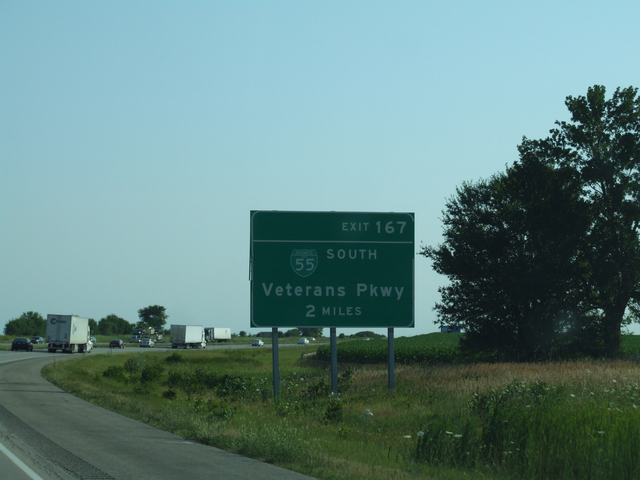 EXIT 167
55 SOUTH
Veterans Pkwy
2 MILES